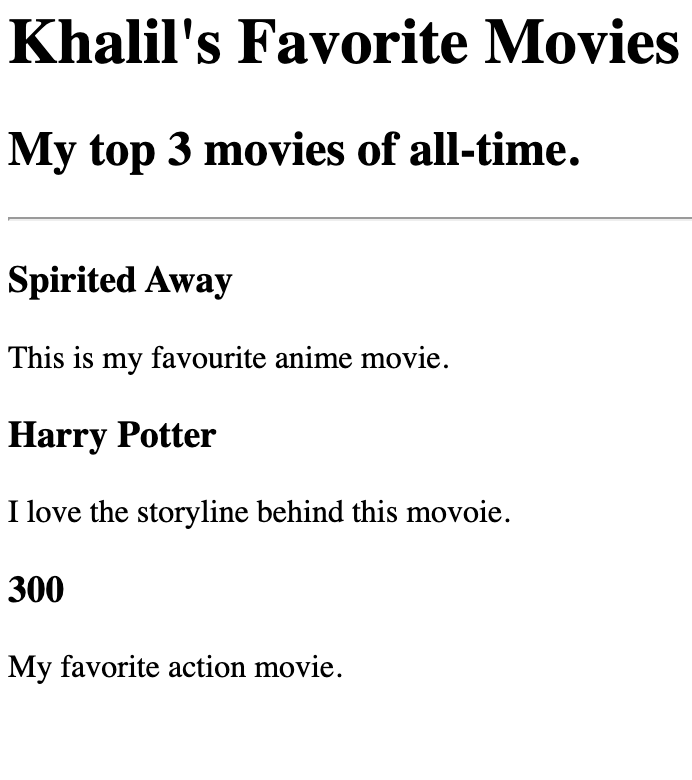 Khalil's Favorite Movies
My top 3 movies of all-time.
Spirited Away
This is my favourite anime movie.
Harry Potter
I love the storyline behind this movoie.
300
My favorite action movie.